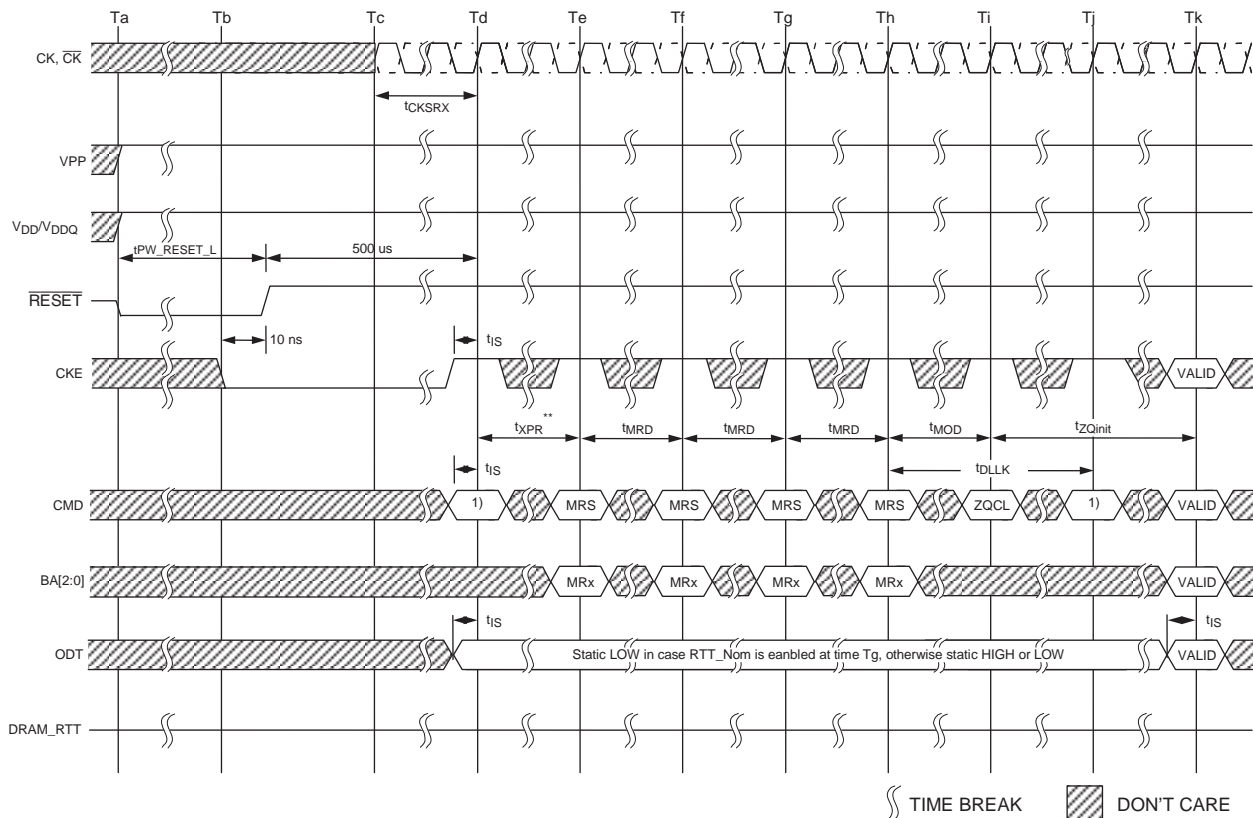 Ta Tb Tc Td Te Tf Tg Th Ti Tj Tk
CK, CK
tCKSRX
VPP
VDD/VDDQ
tPW_RESET_L 500 us
RESET
10 ns tIS
CKE VALID
tXPR** tMRD tMRD tMRD tMOD tZQinit
tIS tDLLK
CMD 1) MRS MRS MRS MRS ZQCL 1) VALID
BA[2:0] MRx MRx MRx MRx VALID
tIS tIS
ODT Static LOW in case RTT_Nom is eanbled at time Tg, otherwise static HIGH or LOW VALID
DRAM_RTT
TIME BREAK DON'T CARE